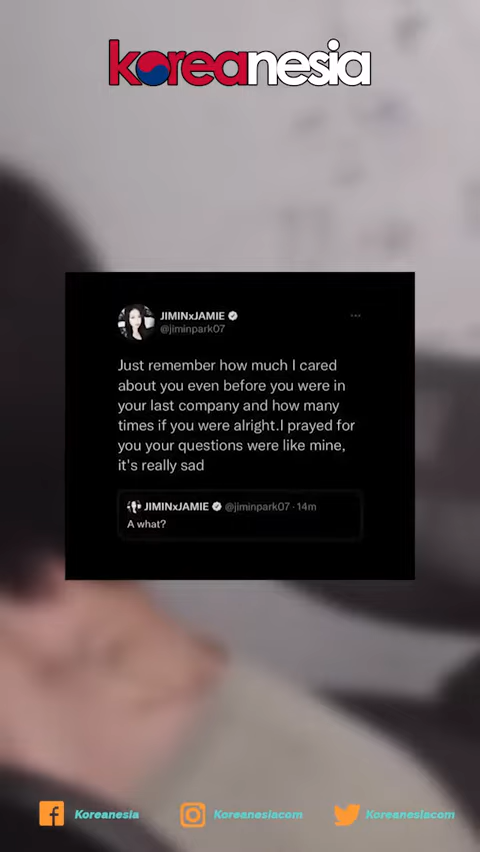 koreanesia
JIMINxJAMIE
@jiminpark07
Just remember how much I cared
about you even before you were in
your last company and how many
times if you were alright.I prayed for
you your questions were like mine,
it's really sad
JIMINxJAMIE @jiminpark07 · 14m
A what?
Koreanesia
Koreanesiacom
Koreanesiacom